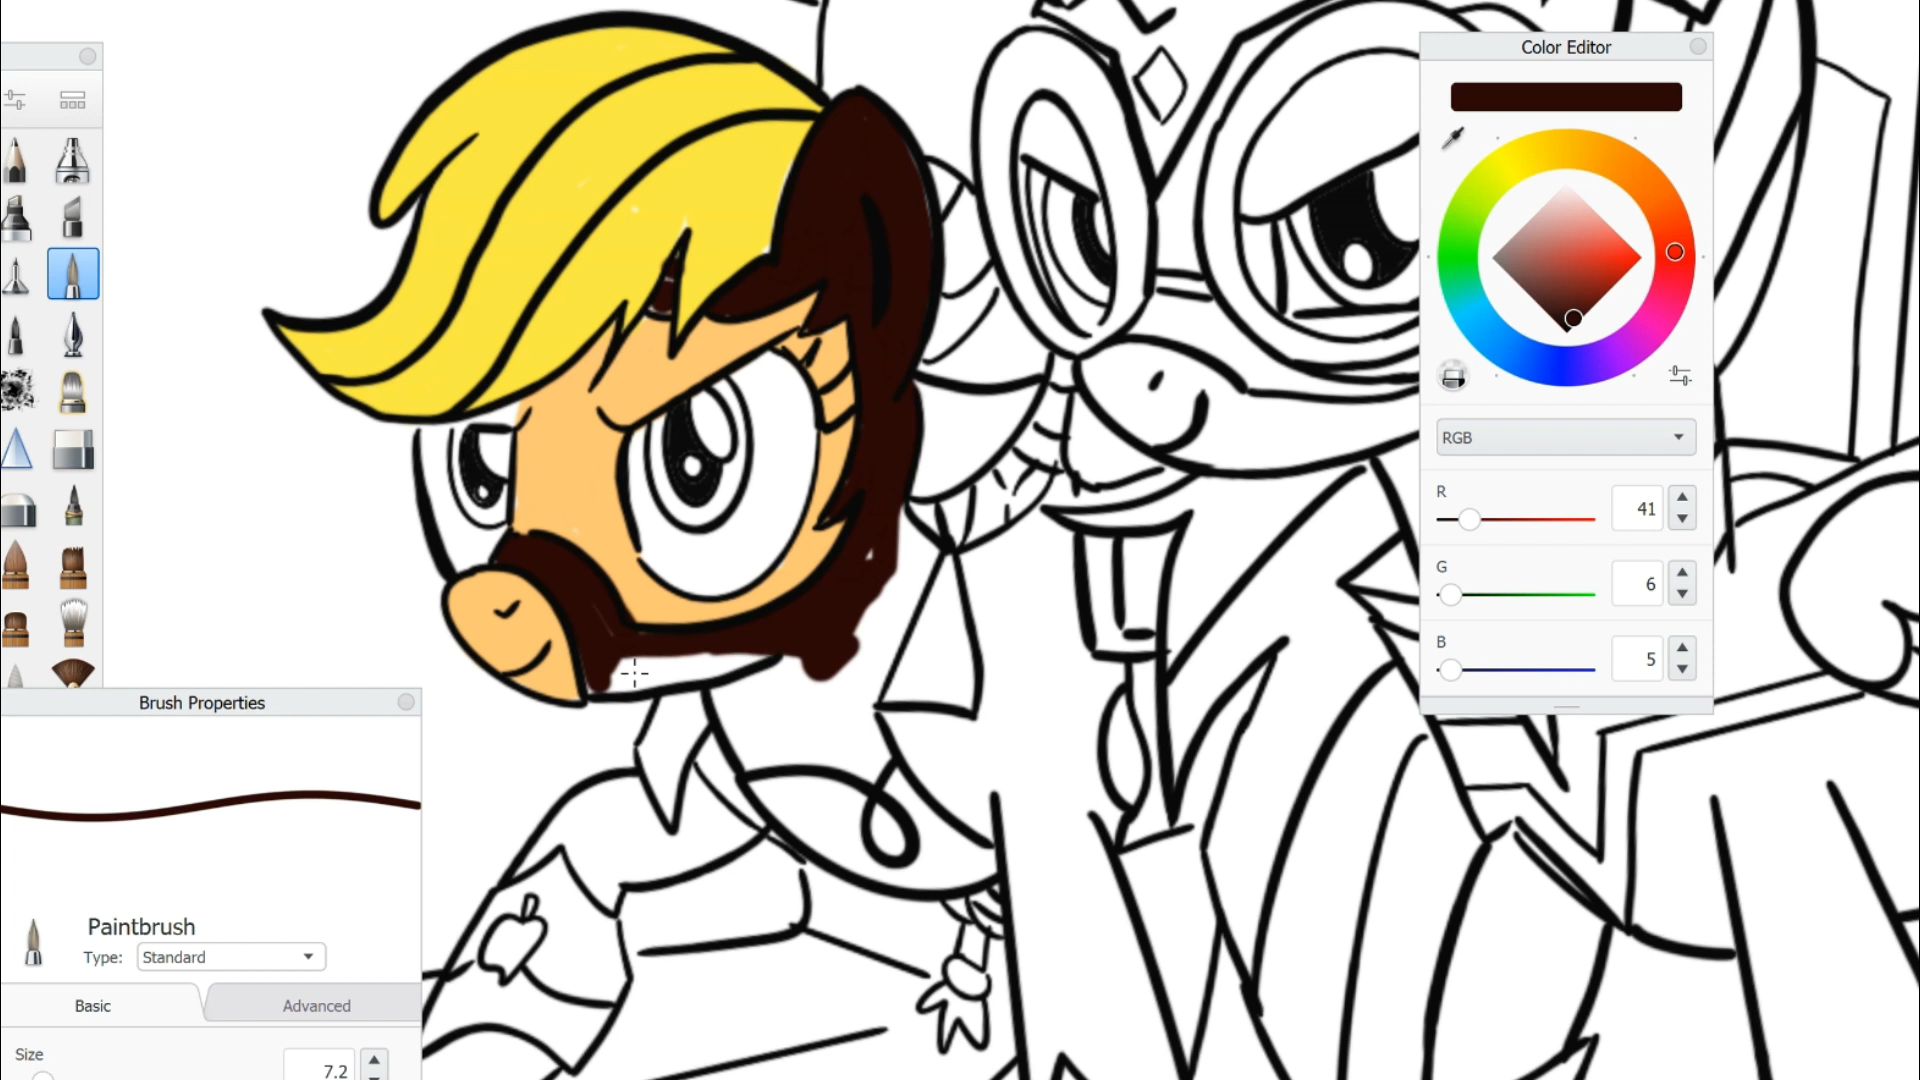 Color Editor
RGB
R
41
G
6
B
5
Brush Properties
Paintbrush
Type: Standard
Basic
Advanced
Size
7.2